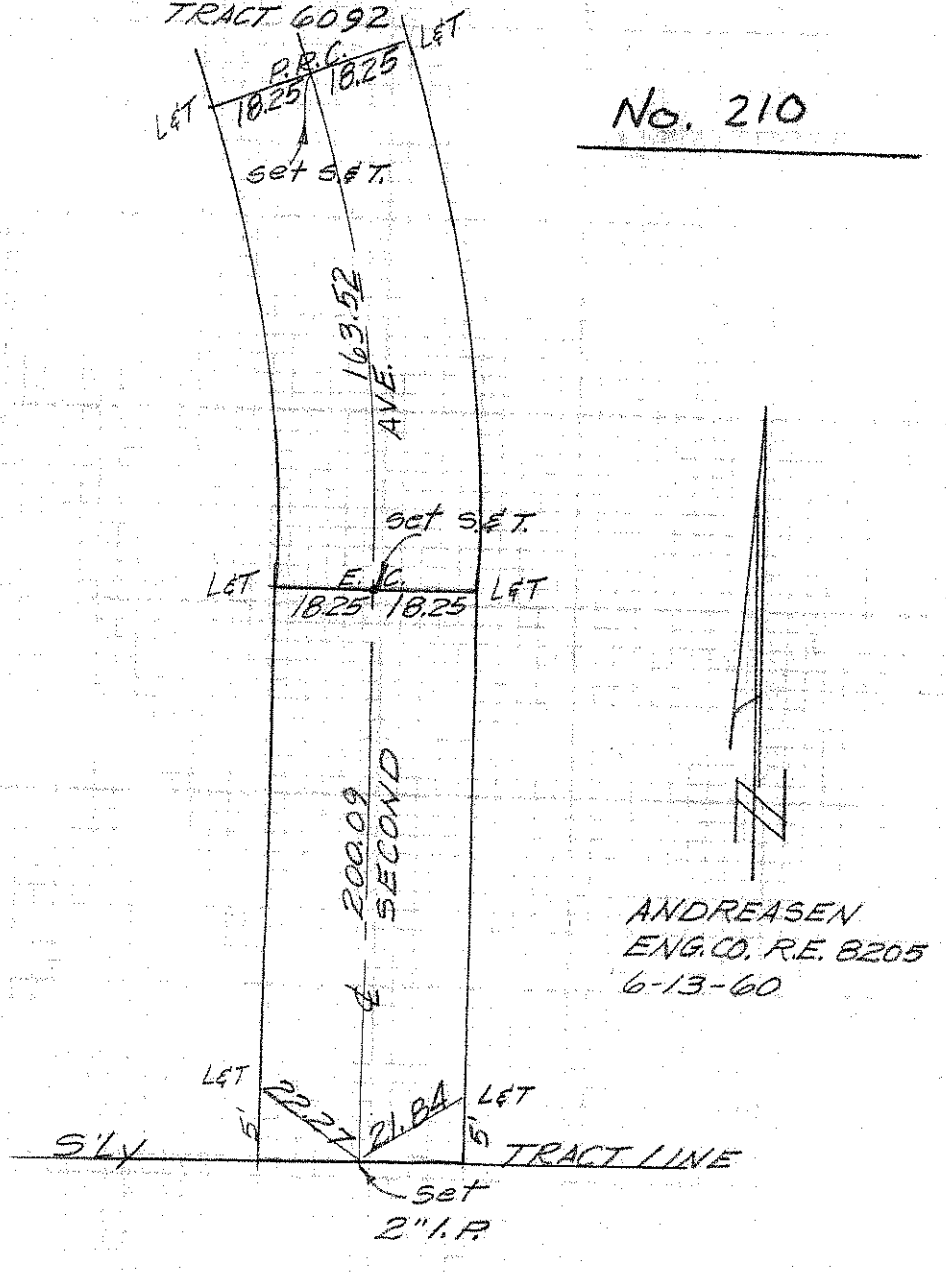 TRACT 6092
L&T
P.R.C.
18.25 18.25
L&T
No. 210
set S.&T.
163.52
AVE.
set S.&T.
L&T E. C. L&T
18.25 18.25
200.09
SECOND
℄
ANDREASEN
ENG.CO. R.E. 8205
6-13-60
L&T 22.27 21.84 L&T
5' 5'
S'LY TRACT LINE
set
2" I.P.